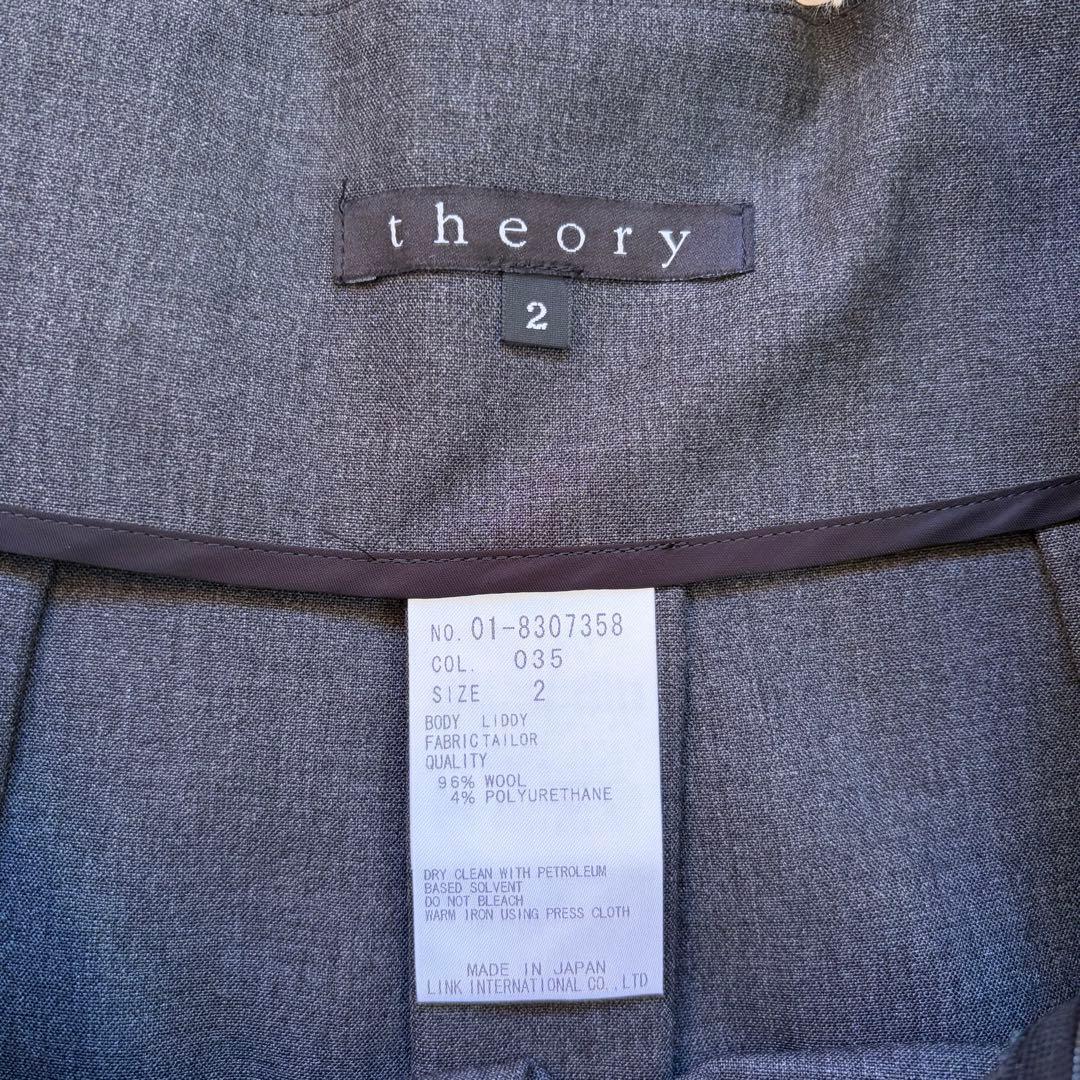 theory
2
NO. 01-8307358
COL. 035
SIZE 2
BODY LIDDY
FABRIC TAILOR
QUALITY
96% WOOL
4% POLYURETHANE
DRY CLEAN WITH PETROLEUM
BASED SOLVENT
DO NOT BLEACH
WARM IRON USING PRESS CLOTH
MADE IN JAPAN
LINK INTERNATIONAL CO.,LTD